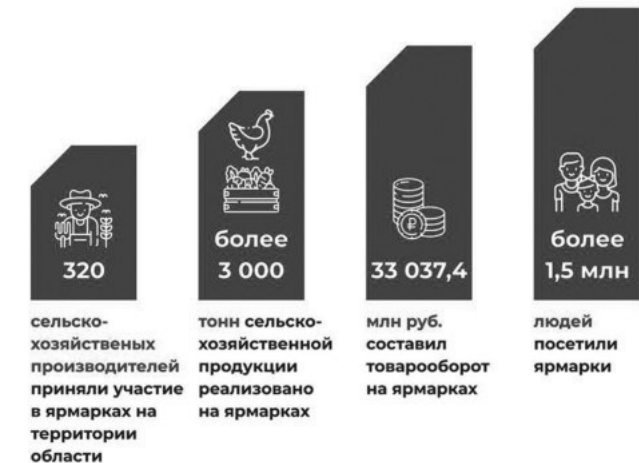 320
сельско-
хозяйственых
производителей
приняли участие
в ярмарках на
территории
области
более
3 000
тонн сельско-
хозяйственной
продукции
реализовано
на ярмарках
33 037,4
млн руб.
составил
товарооборот
на ярмарках
более
1,5 млн
людей
посетили
ярмарки